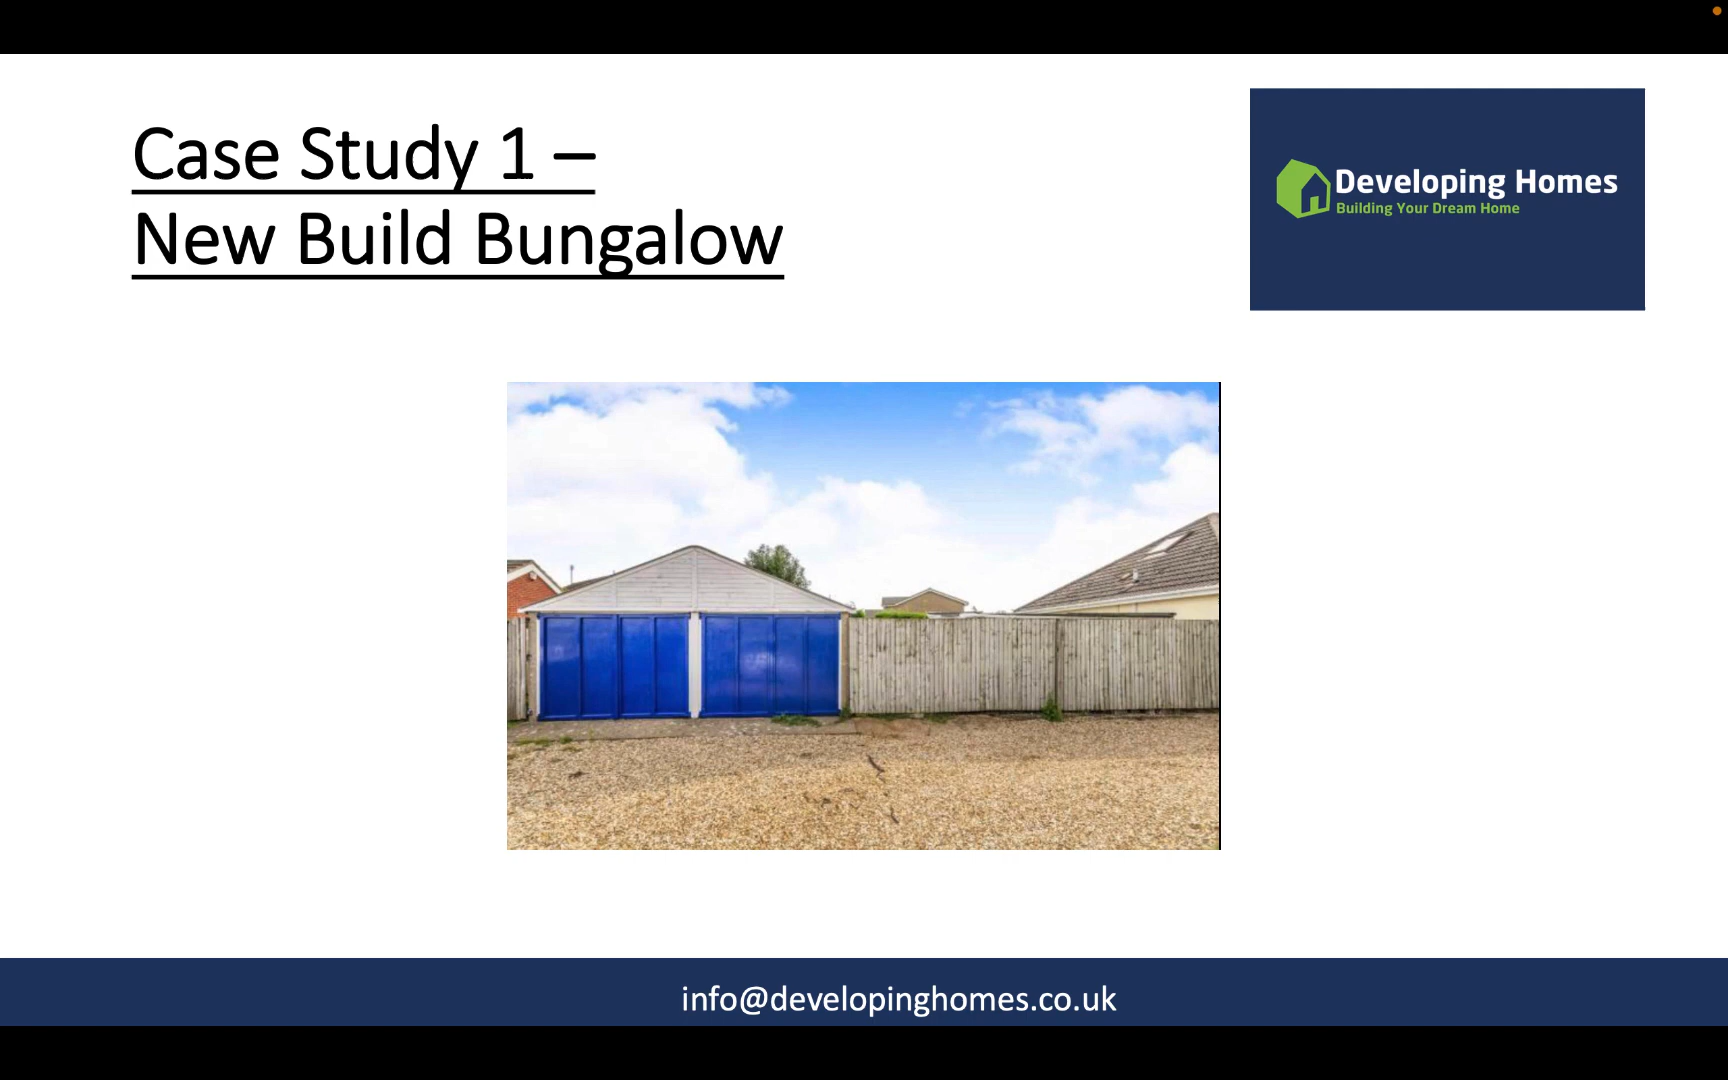 Case Study 1 –
New Build Bungalow
Developing Homes
Building Your Dream Home
info@developinghomes.co.uk